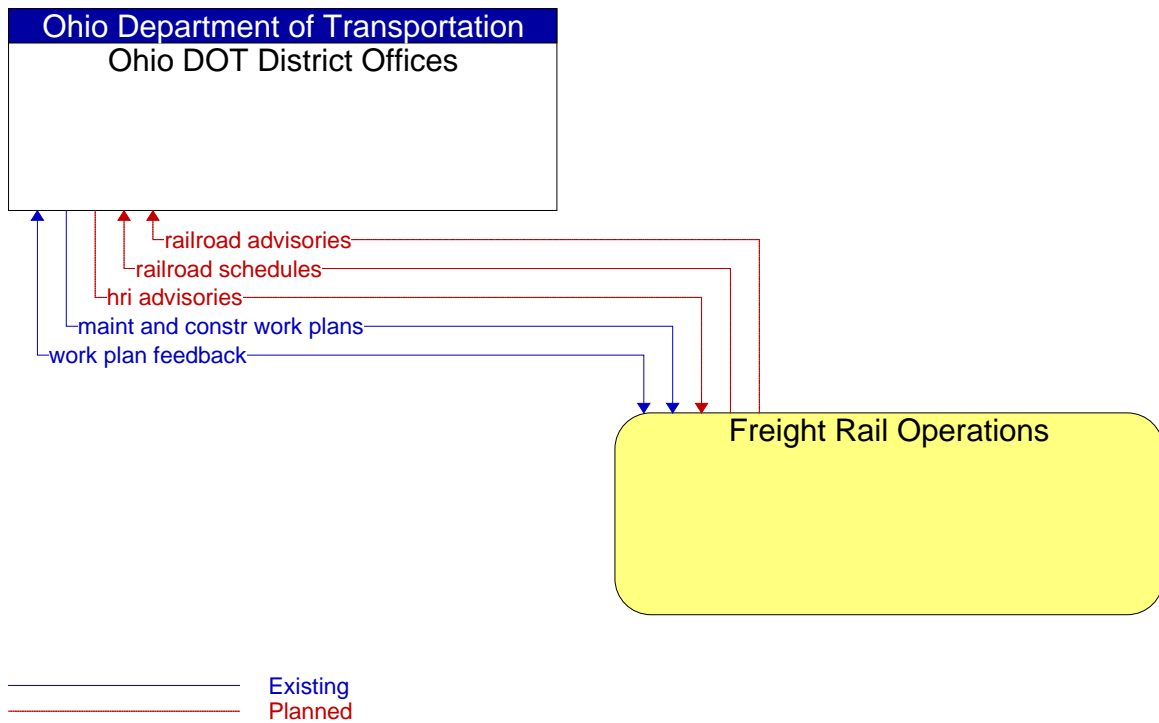 Ohio Department of Transportation
Ohio DOT District Offices
railroad advisories
railroad schedules
hri advisories
maint and constr work plans
work plan feedback
Freight Rail Operations
Existing
Planned